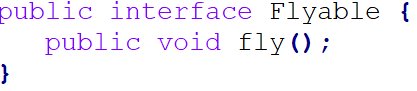 public interface Flyable {
   public void fly();
}